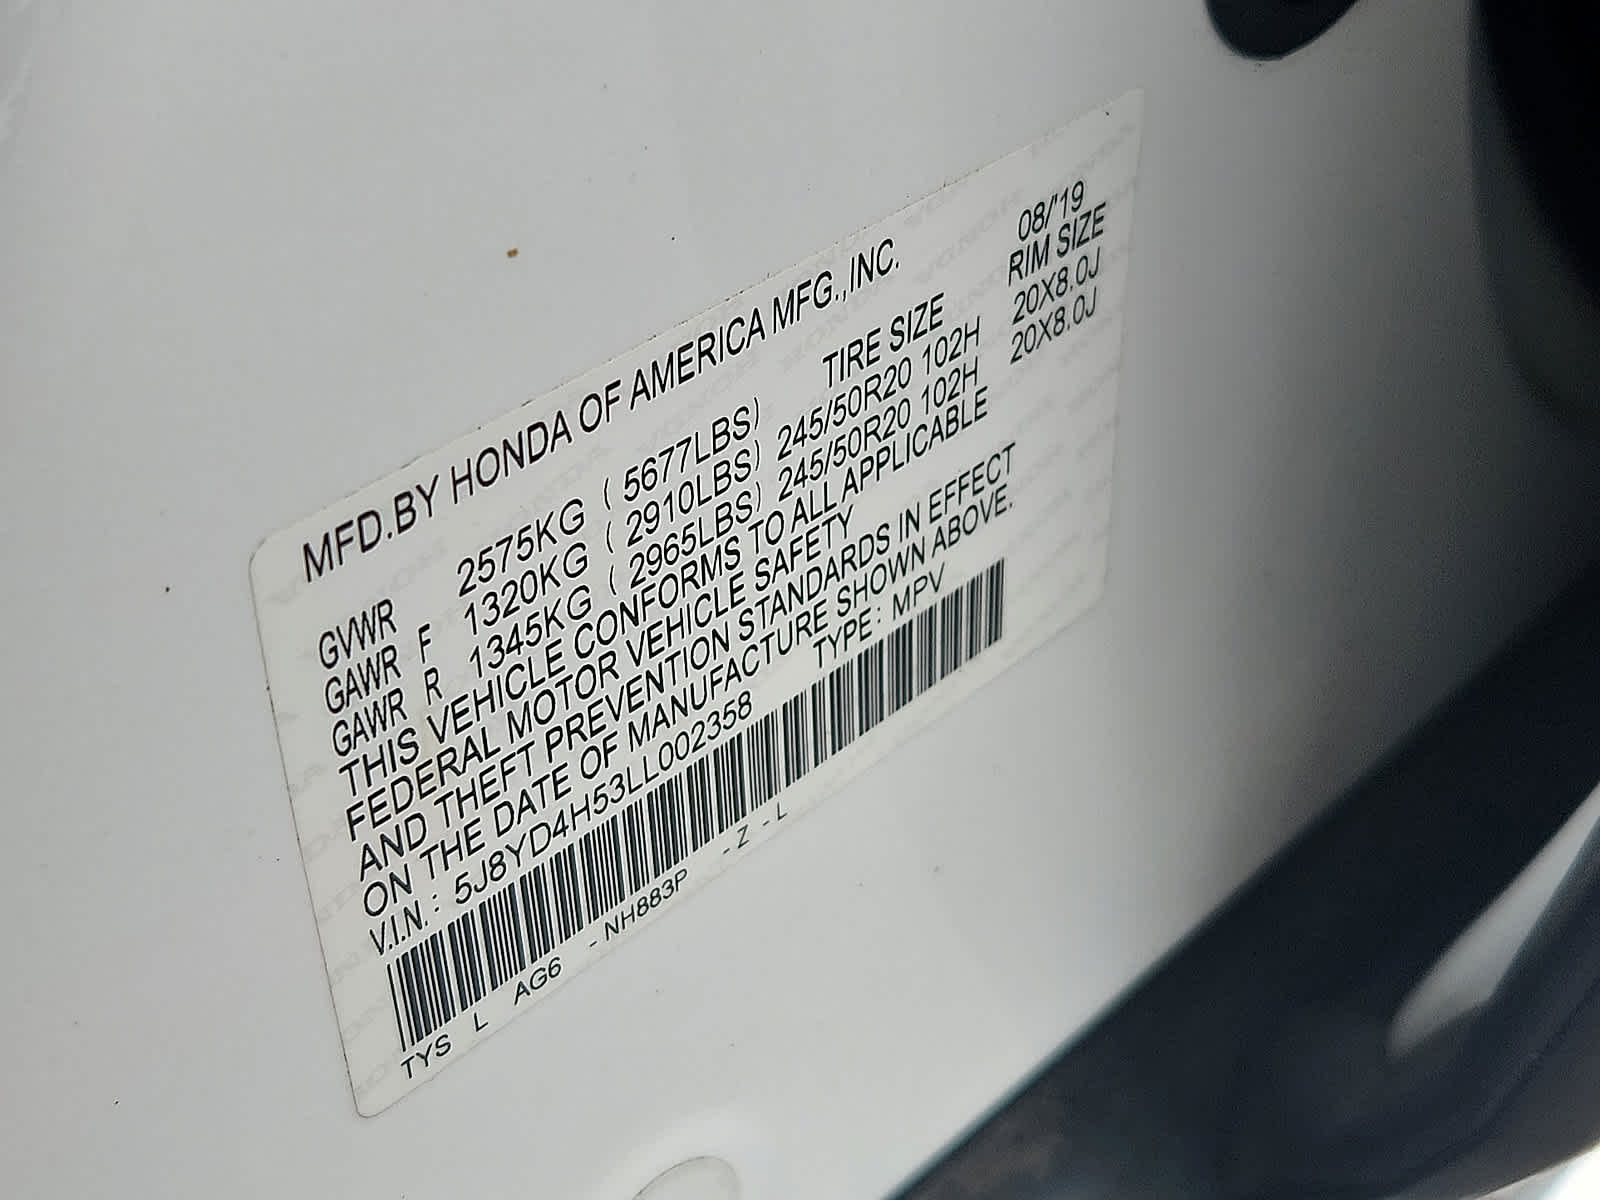 MFD.BY HONDA OF AMERICA MFG.,INC. 08/'19
TIRE SIZE RIM SIZE
GVWR 2575KG ( 5677LBS)
GAWR F 1320KG ( 2910LBS) 245/50R20 102H 20X8.0J
GAWR R 1345KG ( 2965LBS) 245/50R20 102H 20X8.0J
THIS VEHICLE CONFORMS TO ALL APPLICABLE
FEDERAL MOTOR VEHICLE SAFETY
AND THEFT PREVENTION STANDARDS IN EFFECT
ON THE DATE OF MANUFACTURE SHOWN ABOVE.
V.I.N.: 5J8YD4H53LL002358 TYPE: MPV
TYS L AG6 - NH883P - Z - L